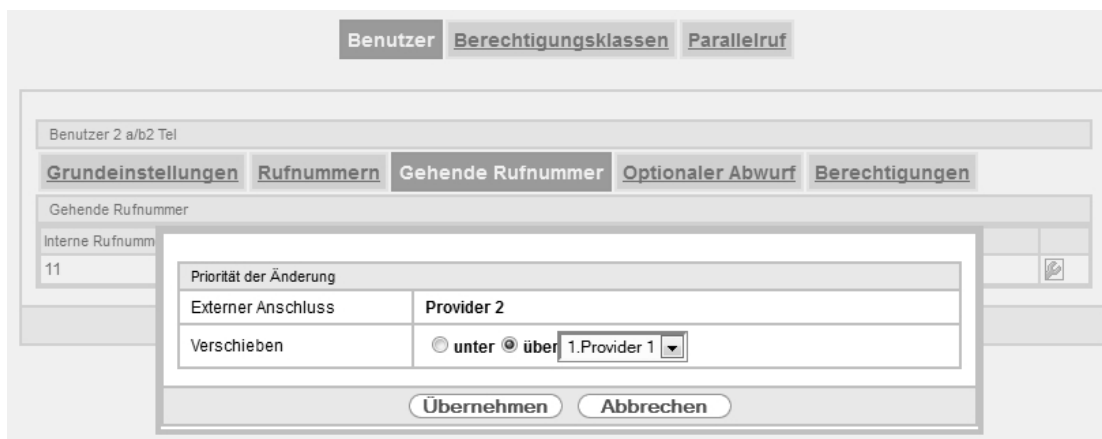 Benutzer Berechtigungsklassen Parallelruf
Benutzer 2 a/b2 Tel
Grundeinstellungen Rufnummern Gehende Rufnummer Optionaler Abwurf Berechtigungen
Gehende Rufnummer
Interne Rufnumm
11
Priorität der Änderung
Externer Anschluss Provider 2
Verschieben unter über 1.Provider 1
Übernehmen Abbrechen